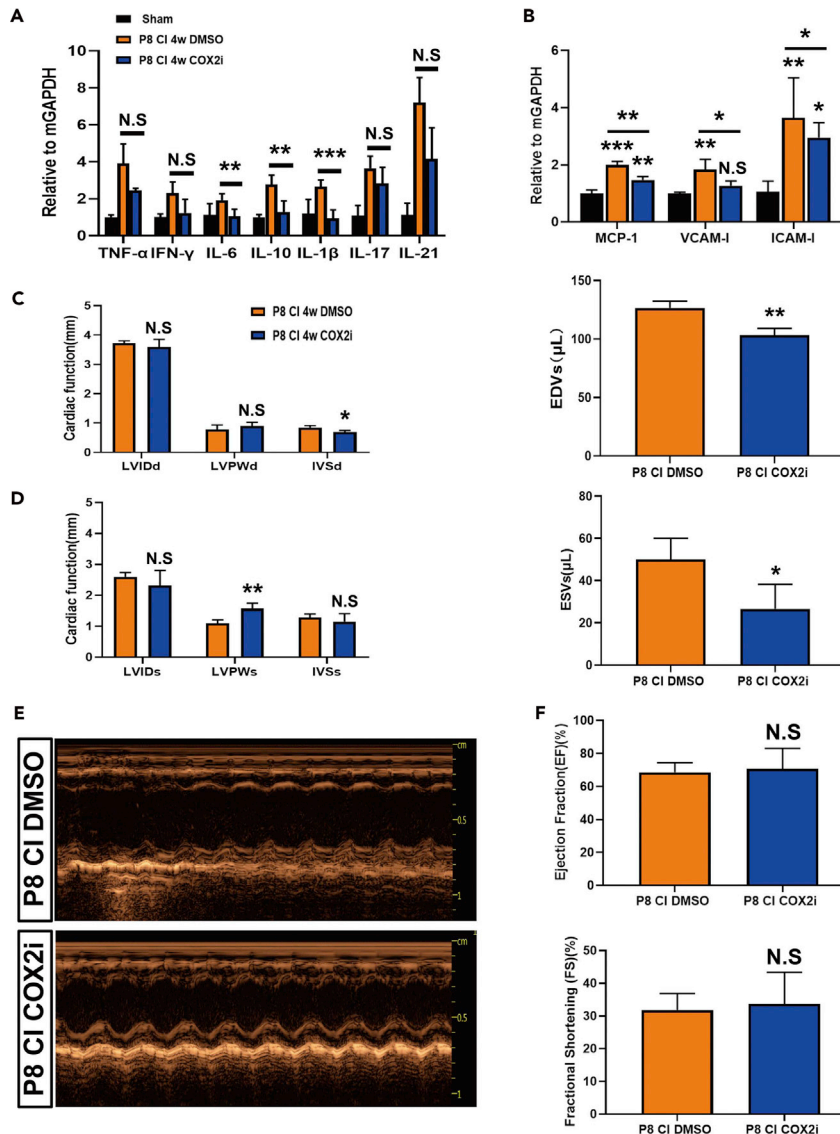 A
Sham
P8 CI 4w DMSO
P8 CI 4w COX2i
Relative to mGAPDH
10
8
6
4
2
0
N.S
N.S
**
**
***
N.S
N.S
TNF-α IFN-γ IL-6 IL-10 IL-1β IL-17 IL-21
B
Relative to mGAPDH
6
4
2
0
**
***
**
*
**
N.S
*
**
*
MCP-1 VCAM-I ICAM-I
C
P8 CI 4w DMSO
P8 CI 4w COX2i
Cardiac function(mm)
5
4
3
2
1
0
N.S
N.S
*
LVIDd LVPWd IVSd
EDVs(μL)
150
100
50
0
**
P8 CI DMSO P8 CI COX2i
D
Cardiac function(mm)
5
4
3
2
1
0
N.S
**
N.S
LVIDs LVPWs IVSs
ESVs(μL)
80
60
40
20
0
*
P8 CI DMSO P8 CI COX2i
E
P8 CI DMSO
cm
0.5
1
P8 CI COX2i
cm
0.5
1
F
Ejection Fraction(EF)(%)
100
80
60
40
20
0
N.S
P8 CI DMSO P8 CI COX2i
Fractional Shortening (FS)(%)
50
40
30
20
10
0
N.S
P8 CI DMSO P8 CI COX2i